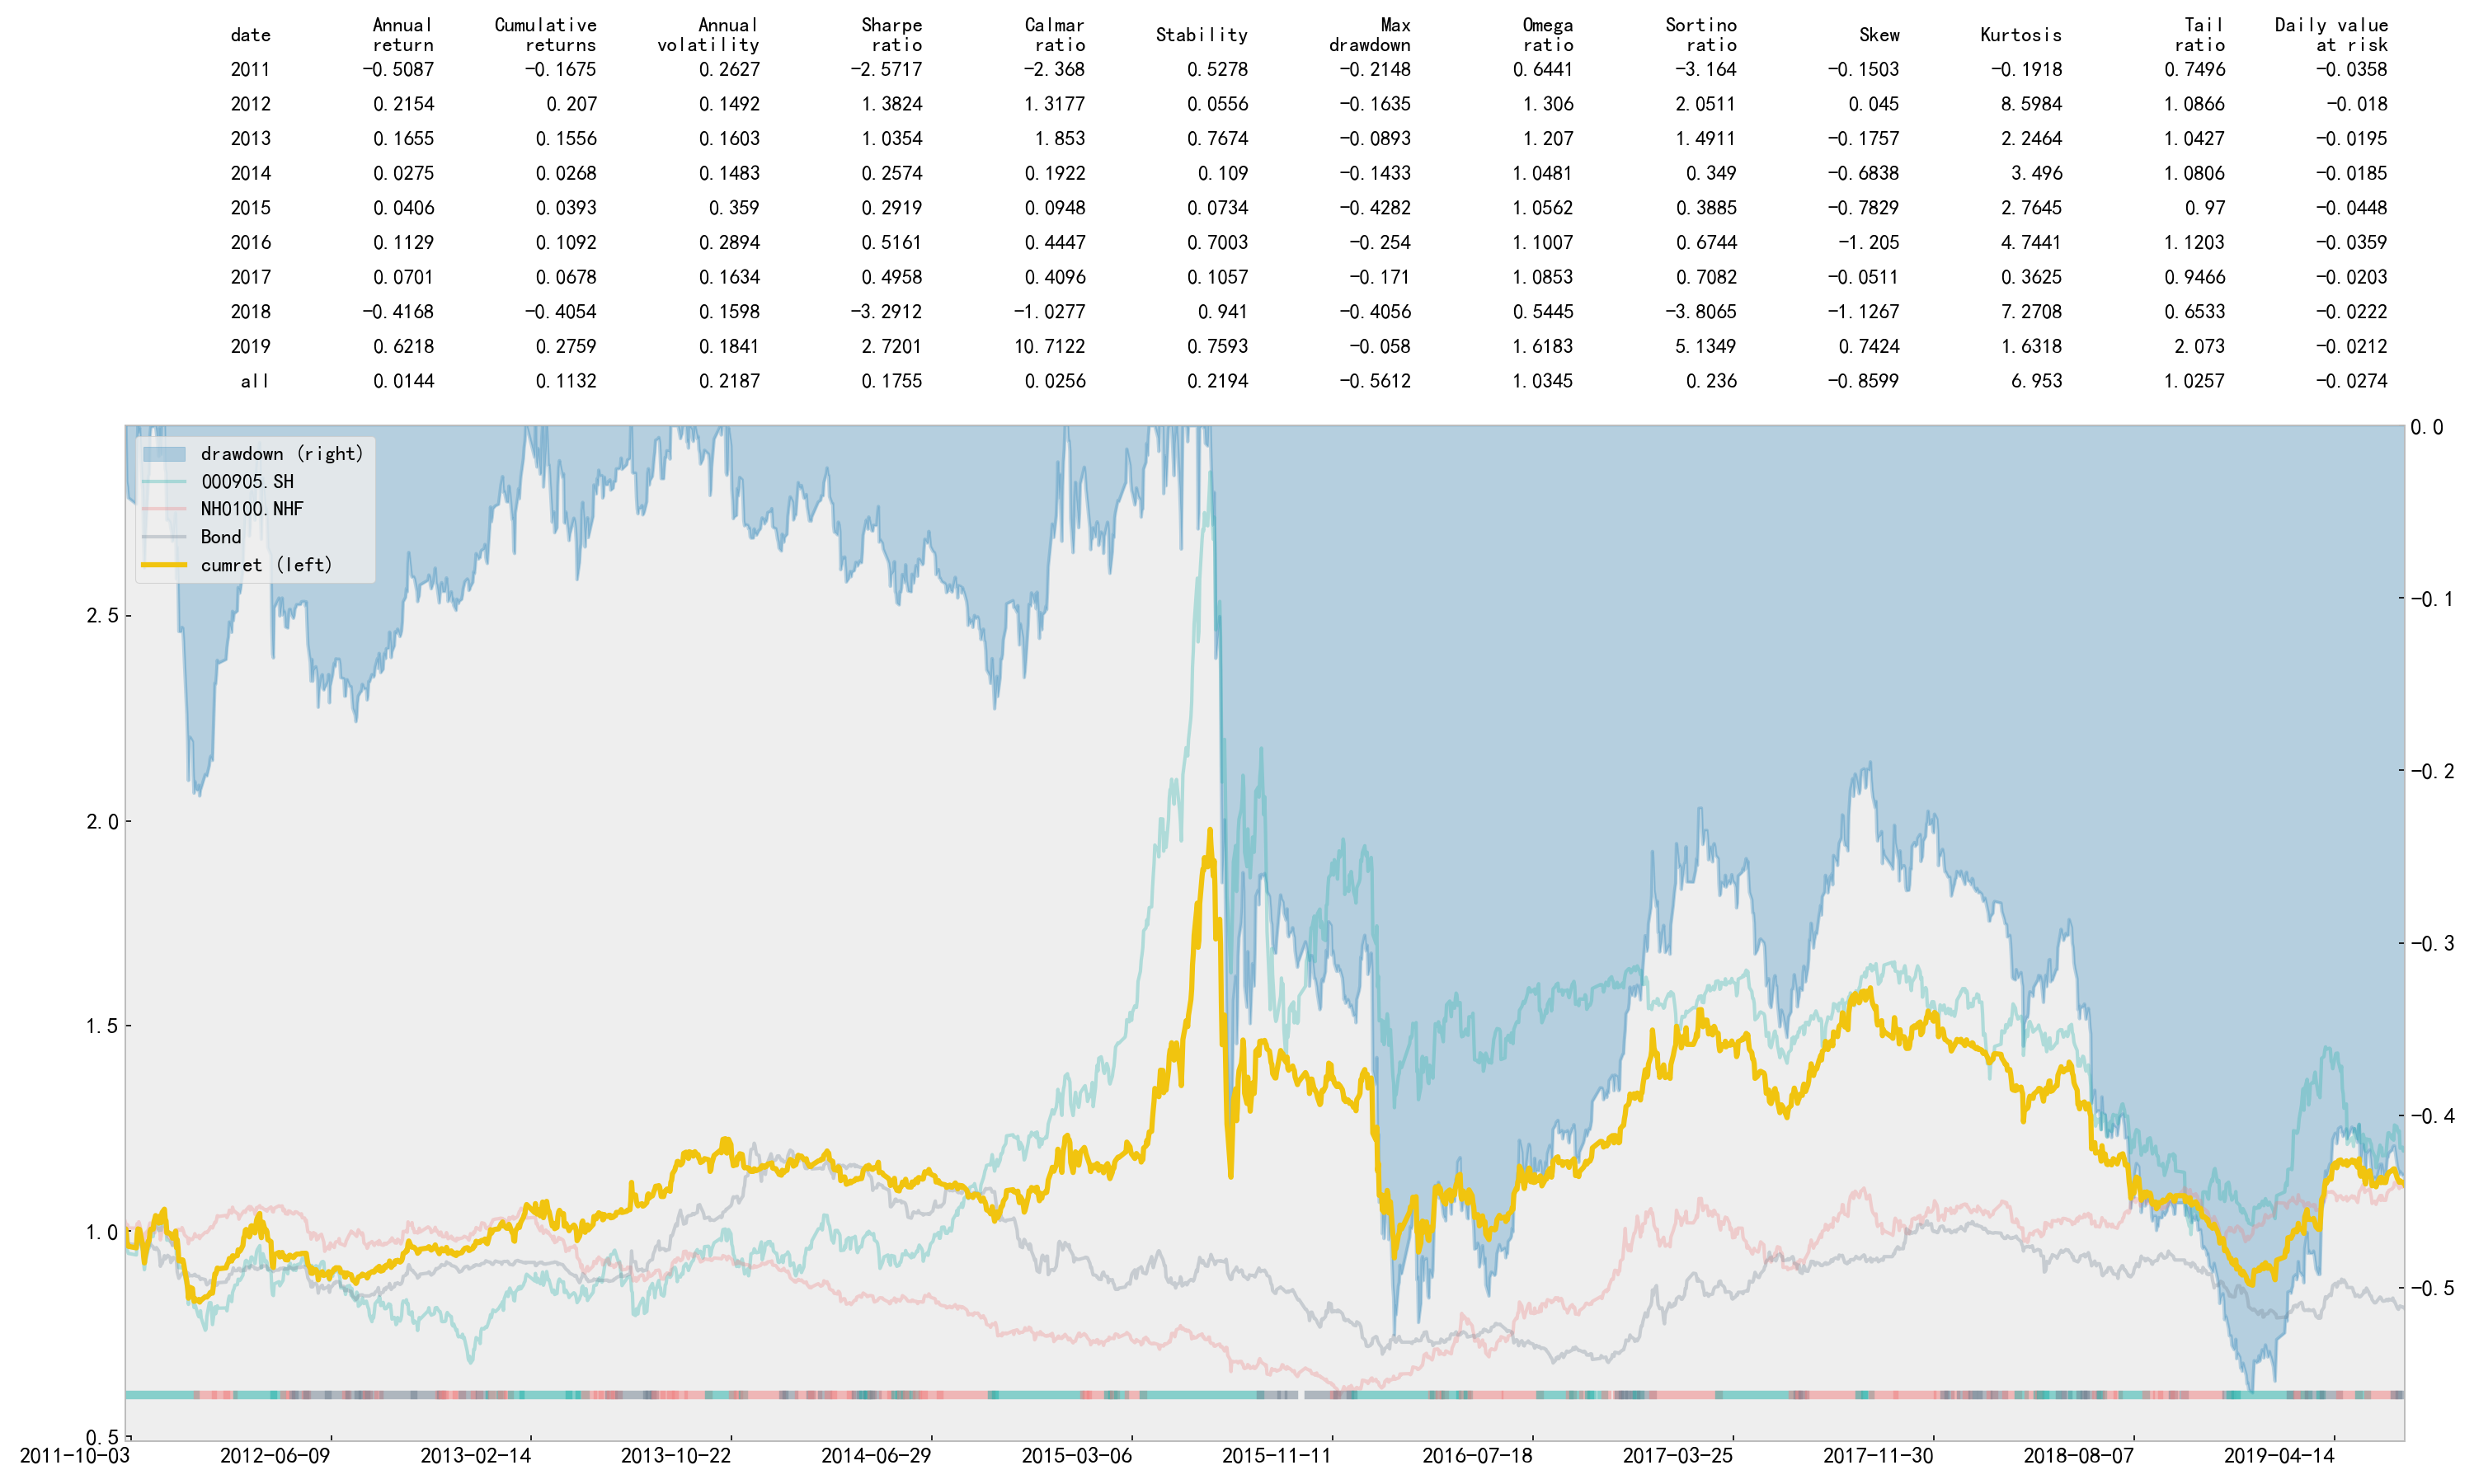 date Annual return Cumulative returns Annual volatility Sharpe ratio Calmar ratio Stability Max drawdown Omega ratio Sortino ratio Skew Kurtosis Tail ratio Daily value at risk
2011 -0.5087 -0.1675 0.2627 -2.5717 -2.368 0.5278 -0.2148 0.6441 -3.164 -0.1503 -0.1918 0.7496 -0.0358
2012 0.2154 0.207 0.1492 1.3824 1.3177 0.0556 -0.1635 1.306 2.0511 0.045 8.5984 1.0866 -0.018
2013 0.1655 0.1556 0.1603 1.0354 1.853 0.7674 -0.0893 1.207 1.4911 -0.1757 2.2464 1.0427 -0.0195
2014 0.0275 0.0268 0.1483 0.2574 0.1922 0.109 -0.1433 1.0481 0.349 -0.6838 3.496 1.0806 -0.0185
2015 0.0406 0.0393 0.359 0.2919 0.0948 0.0734 -0.4282 1.0562 0.3885 -0.7829 2.7645 0.97 -0.0448
2016 0.1129 0.1092 0.2894 0.5161 0.4447 0.7003 -0.254 1.1007 0.6744 -1.205 4.7441 1.1203 -0.0359
2017 0.0701 0.0678 0.1634 0.4958 0.4096 0.1057 -0.171 1.0853 0.7082 -0.0511 0.3625 0.9466 -0.0203
2018 -0.4168 -0.4054 0.1598 -3.2912 -1.0277 0.941 -0.4056 0.5445 -3.8065 -1.1267 7.2708 0.6533 -0.0222
2019 0.6218 0.2759 0.1841 2.7201 10.7122 0.7593 -0.058 1.6183 5.1349 0.7424 1.6318 2.073 -0.0212
all 0.0144 0.1132 0.2187 0.1755 0.0256 0.2194 -0.5612 1.0345 0.236 -0.8599 6.953 1.0257 -0.0274
drawdown (right)
000905.SH
NH0100.NHF
Bond
cumret (left)
2.5
2.0
1.5
1.0
0.5
0.0
-0.1
-0.2
-0.3
-0.4
-0.5
2011-10-03 2012-06-09 2013-02-14 2013-10-22 2014-06-29 2015-03-06 2015-11-11 2016-07-18 2017-03-25 2017-11-30 2018-08-07 2019-04-14